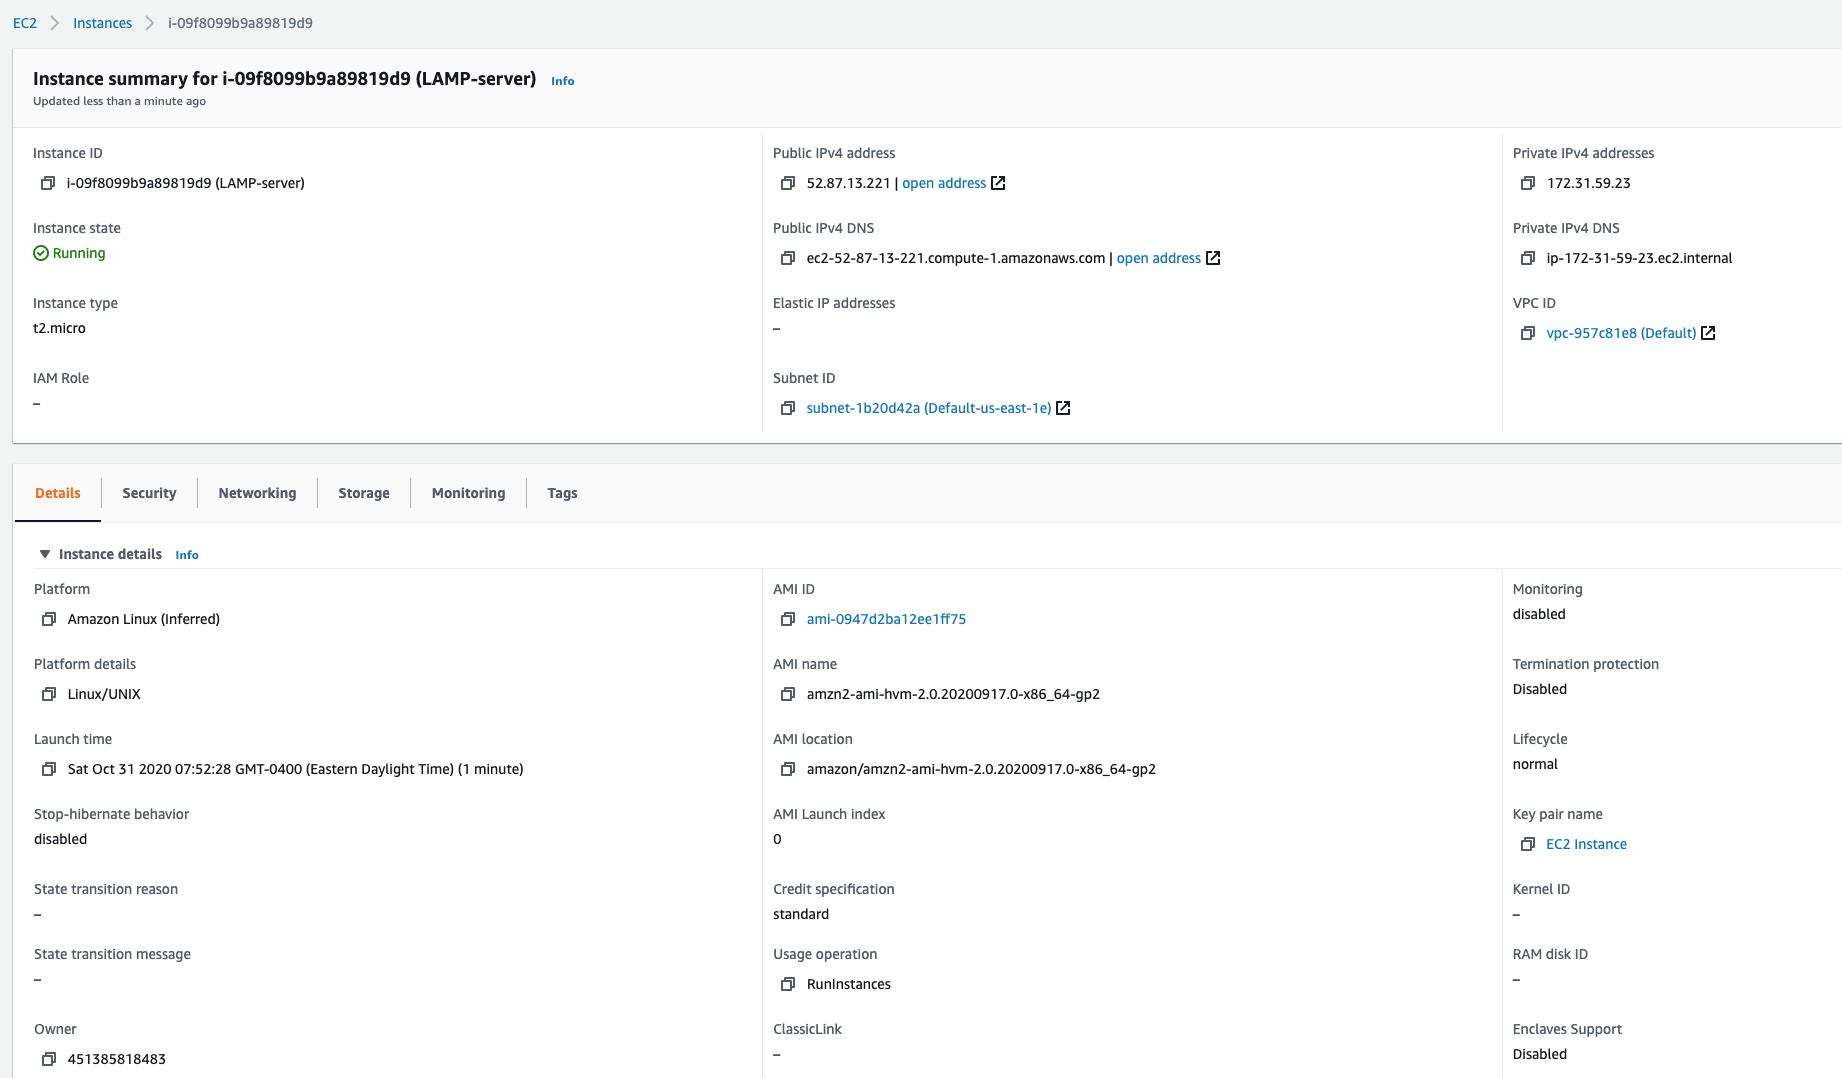 EC2 Instances i-09f8099b9a89819d9
Instance summary for i-09f8099b9a89819d9 (LAMP-server) Info
Updated less than a minute ago
Instance ID
i-09f8099b9a89819d9 (LAMP-server)
Instance state
Running
Instance type
t2.micro
IAM Role
–
Public IPv4 address
52.87.13.221 | open address
Public IPv4 DNS
ec2-52-87-13-221.compute-1.amazonaws.com | open address
Elastic IP addresses
–
Subnet ID
subnet-1b20d42a (Default-us-east-1e)
Private IPv4 addresses
172.31.59.23
Private IPv4 DNS
ip-172-31-59-23.ec2.internal
VPC ID
vpc-957c81e8 (Default)
Details Security Networking Storage Monitoring Tags
Instance details Info
Platform
Amazon Linux (Inferred)
Platform details
Linux/UNIX
Launch time
Sat Oct 31 2020 07:52:28 GMT-0400 (Eastern Daylight Time) (1 minute)
Stop-hibernate behavior
disabled
State transition reason
–
State transition message
–
Owner
451385818483
AMI ID
ami-0947d2ba12ee1ff75
AMI name
amzn2-ami-hvm-2.0.20200917.0-x86_64-gp2
AMI location
amazon/amzn2-ami-hvm-2.0.20200917.0-x86_64-gp2
AMI Launch index
0
Credit specification
standard
Usage operation
RunInstances
ClassicLink
–
Monitoring
disabled
Termination protection
Disabled
Lifecycle
normal
Key pair name
EC2 Instance
Kernel ID
–
RAM disk ID
–
Enclaves Support
Disabled